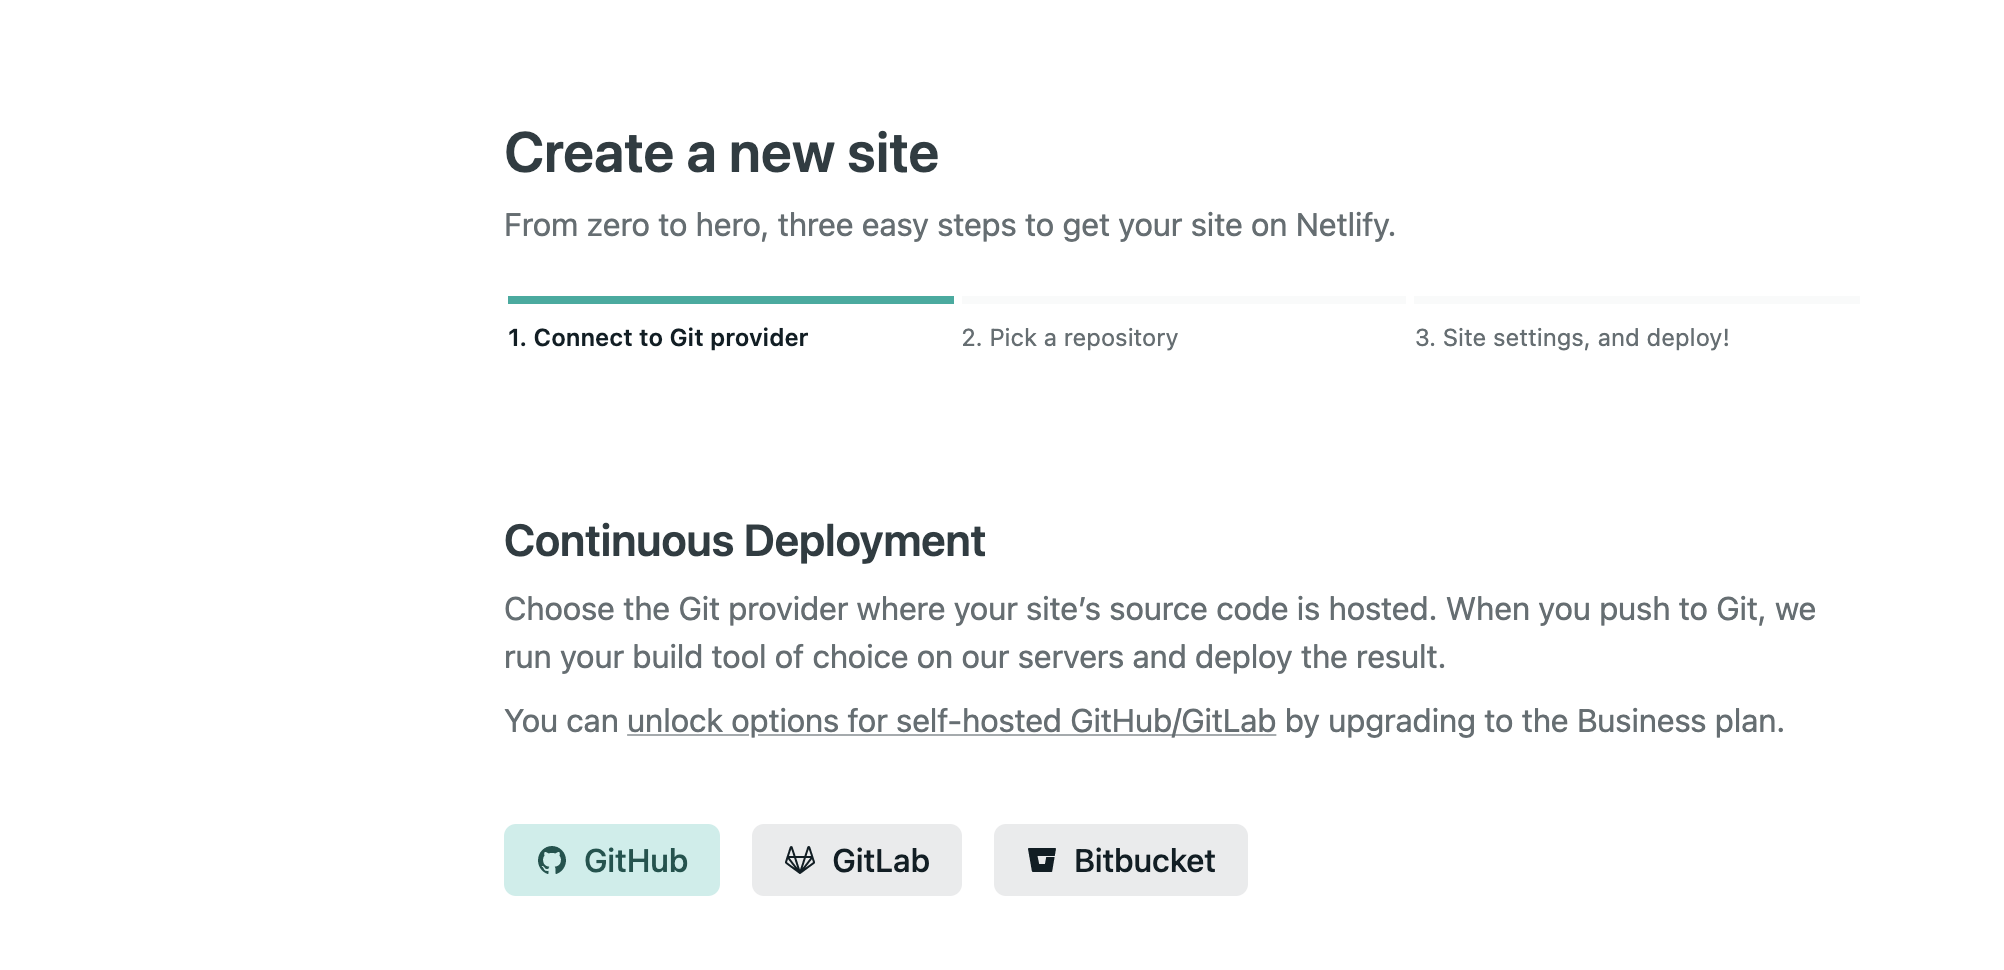 Create a new site
From zero to hero, three easy steps to get your site on Netlify.
1. Connect to Git provider
2. Pick a repository
3. Site settings, and deploy!
Continuous Deployment
Choose the Git provider where your site’s source code is hosted. When you push to Git, we
run your build tool of choice on our servers and deploy the result.
You can unlock options for self-hosted GitHub/GitLab by upgrading to the Business plan.
GitHub
GitLab
Bitbucket